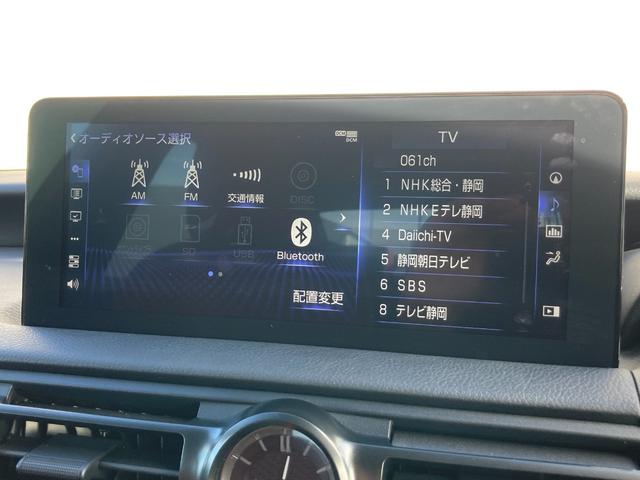 オーディオソース選択
DCM
TV
061ch
AM
FM
交通情報
DISC
1 NHK総合・静岡
2 NHKEテレ静岡
4 Daiichi-TV
SD
USB
Bluetooth
5 静岡朝日テレビ
6 SBS
配置変更
8 テレビ静岡